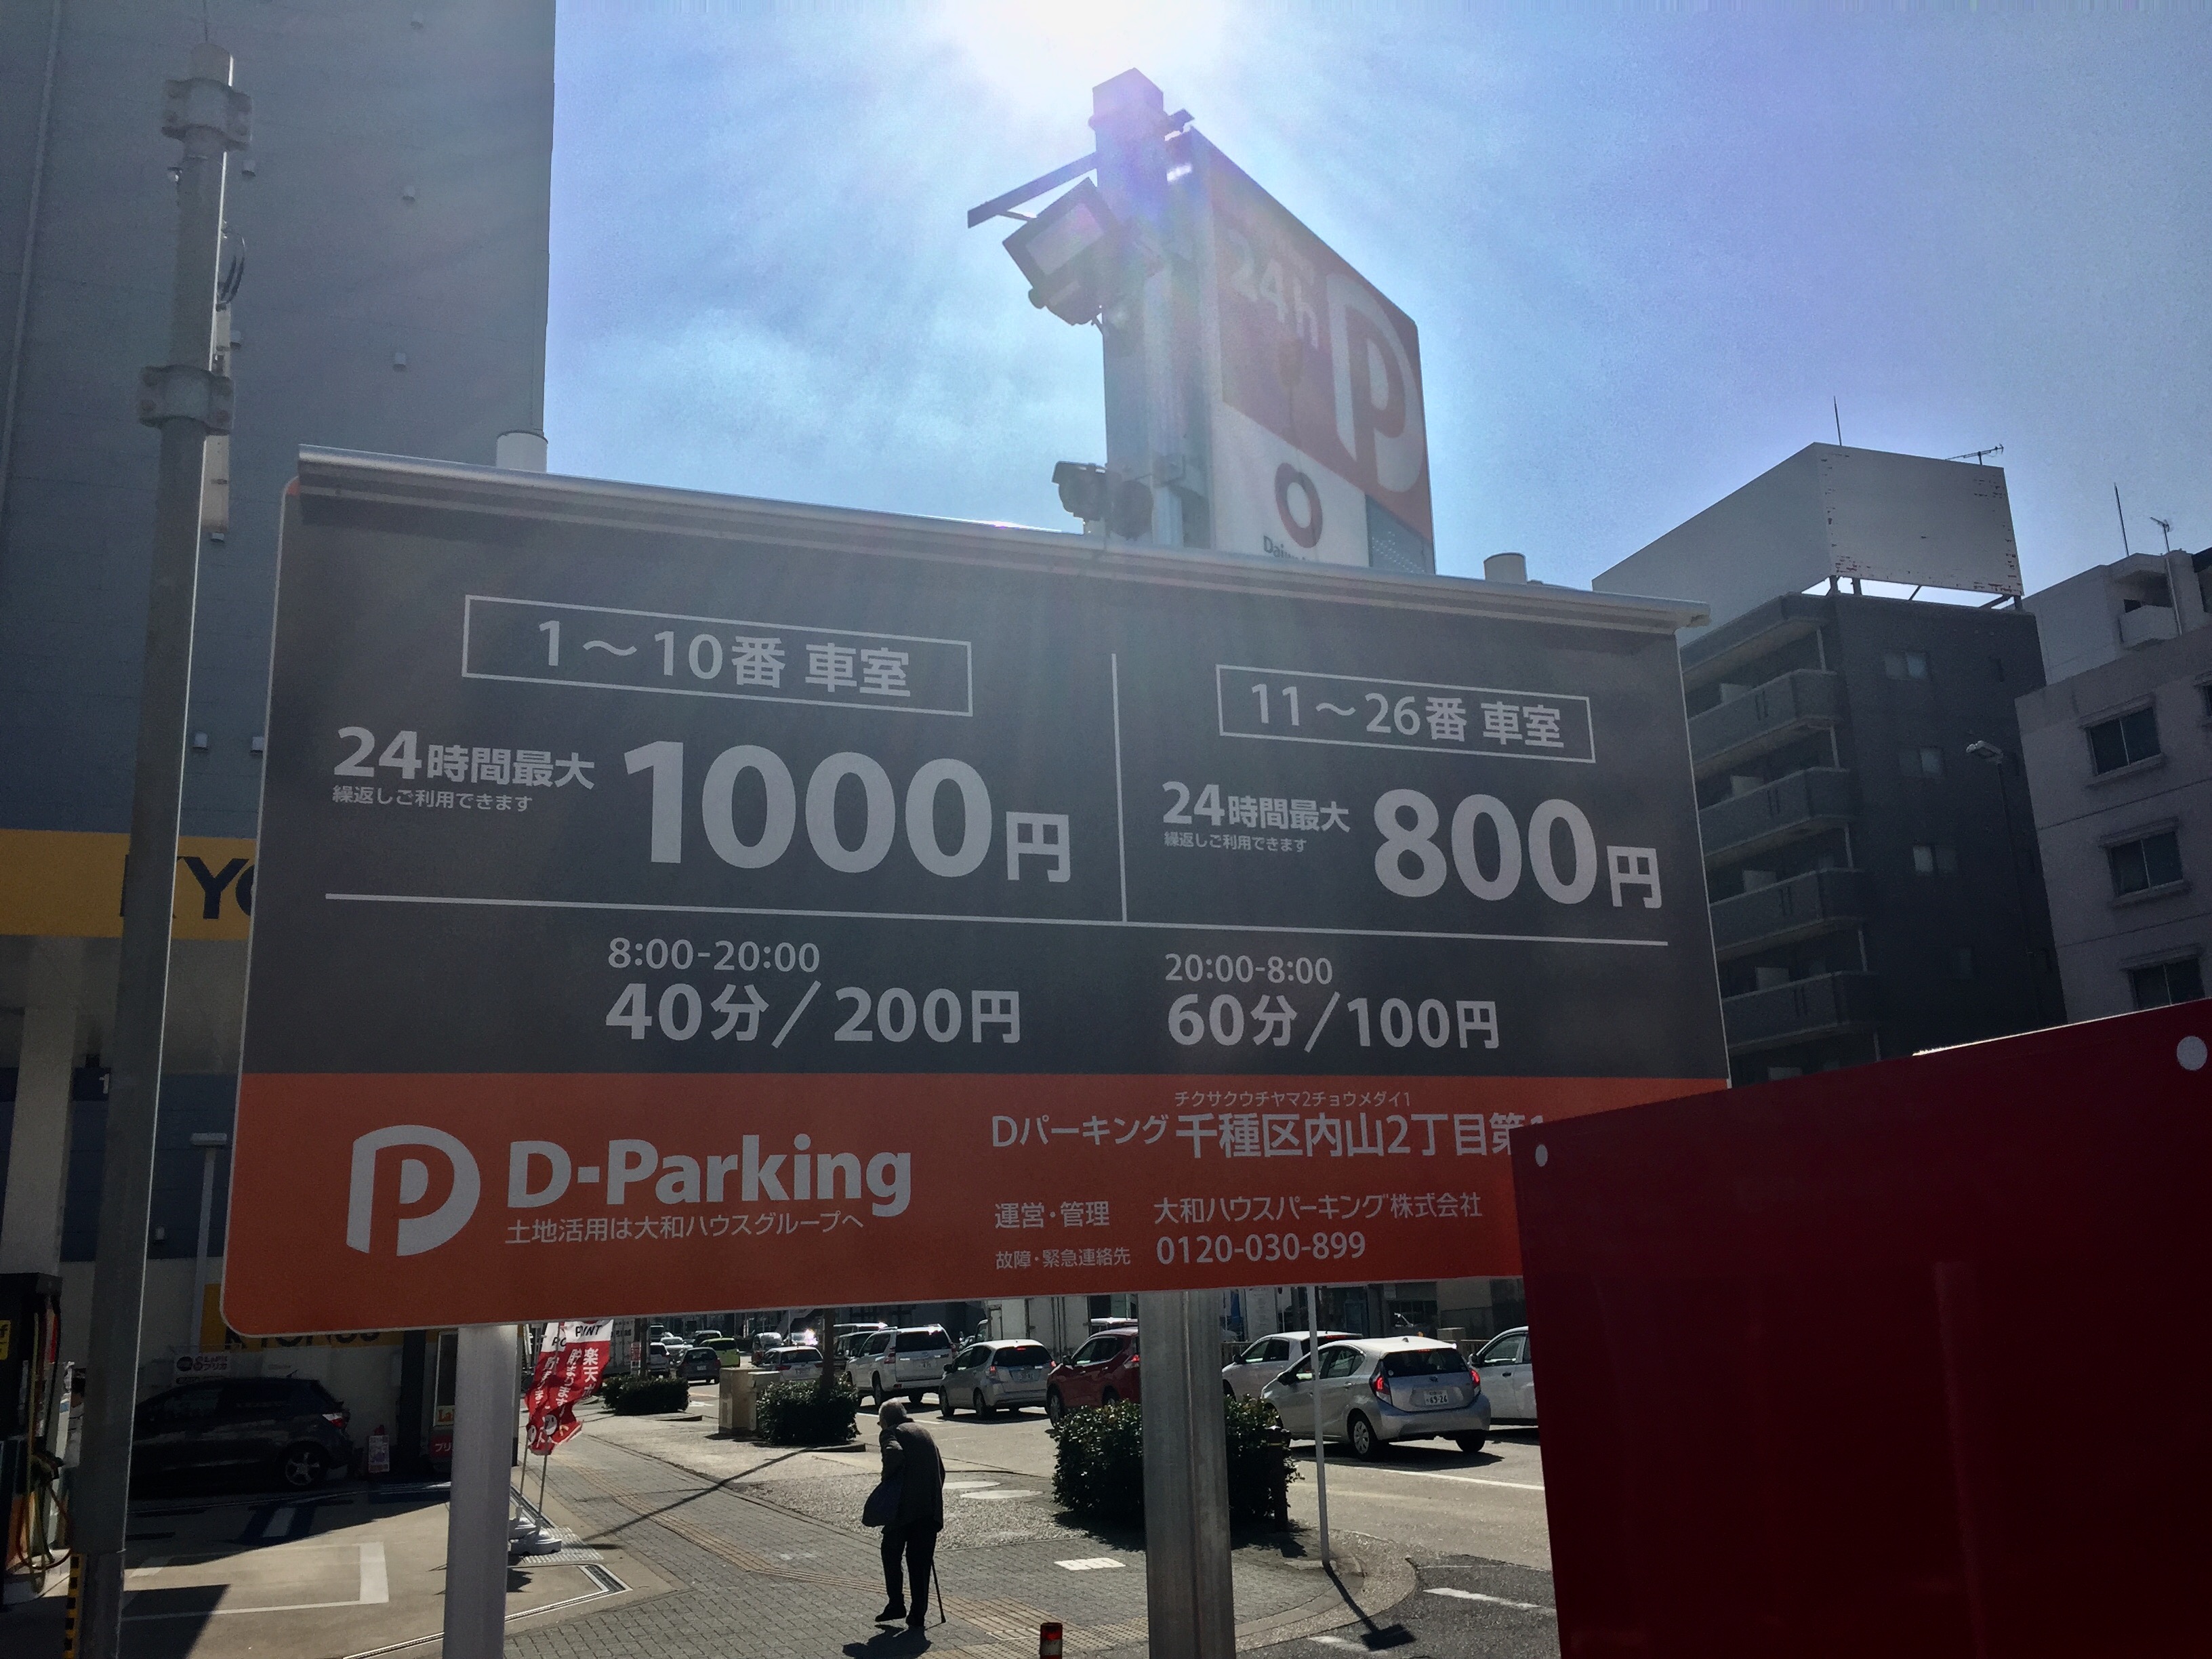 24h
P
1～10番 車室
24時間最大
繰返しご利用できます
1000円
11～26番 車室
24時間最大
繰返しご利用できます
800円
8:00-20:00
40分／200円
20:00-8:00
60分／100円
D-Parking
土地活用は大和ハウスグループへ
チクサクウチヤマ2チョウメダイ1
Dパーキング 千種区内山2丁目第1
運営・管理 大和ハウスパーキング株式会社
故障・緊急連絡先 0120-030-899
49-24